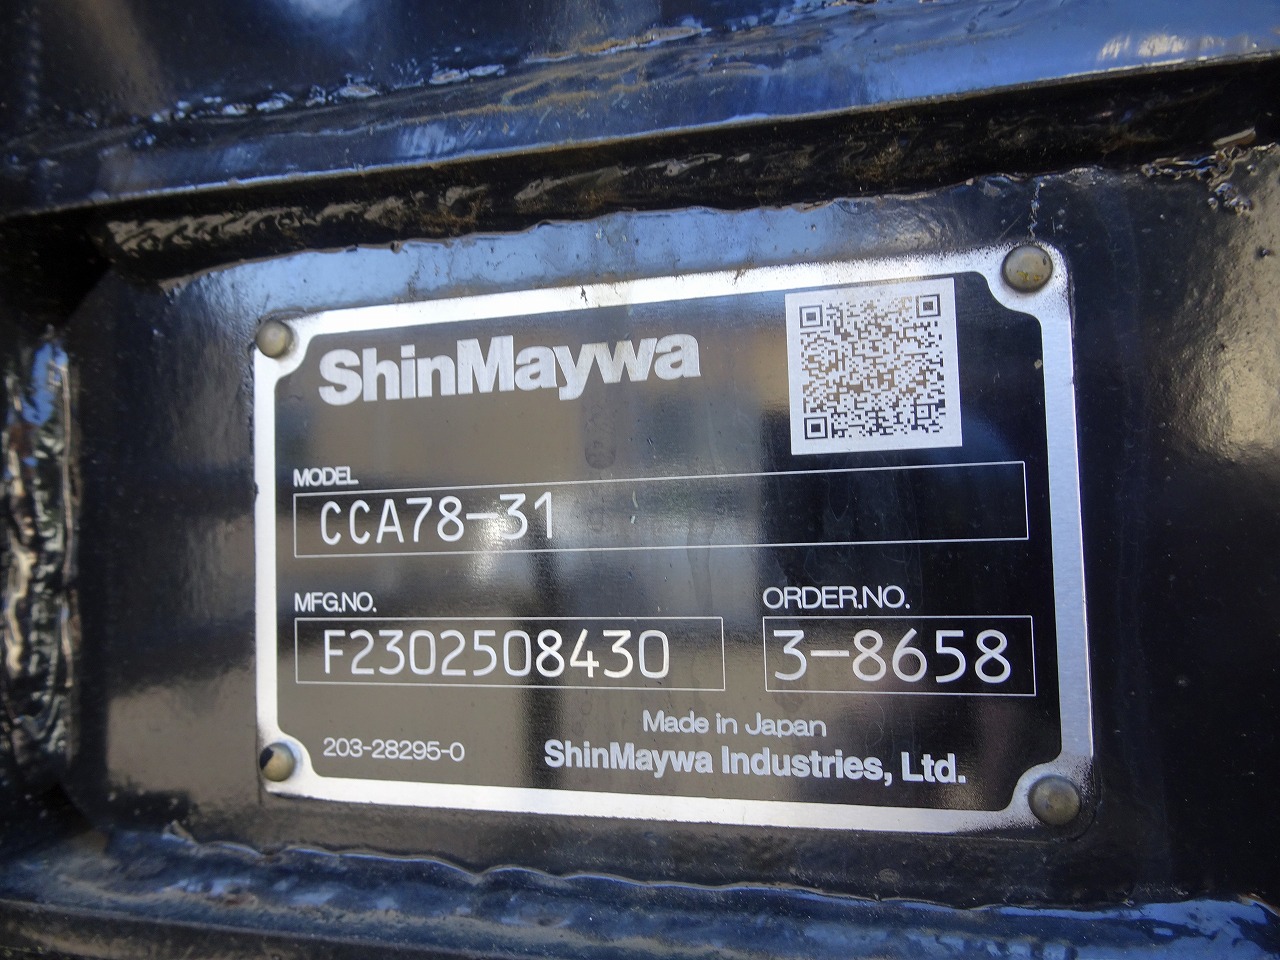 ShinMaywa
MODEL
CCA78-31
MFG.NO.
F2302508430
ORDER.NO.
3-8658
Made in Japan
203-28295-0
ShinMaywa Industries, Ltd.